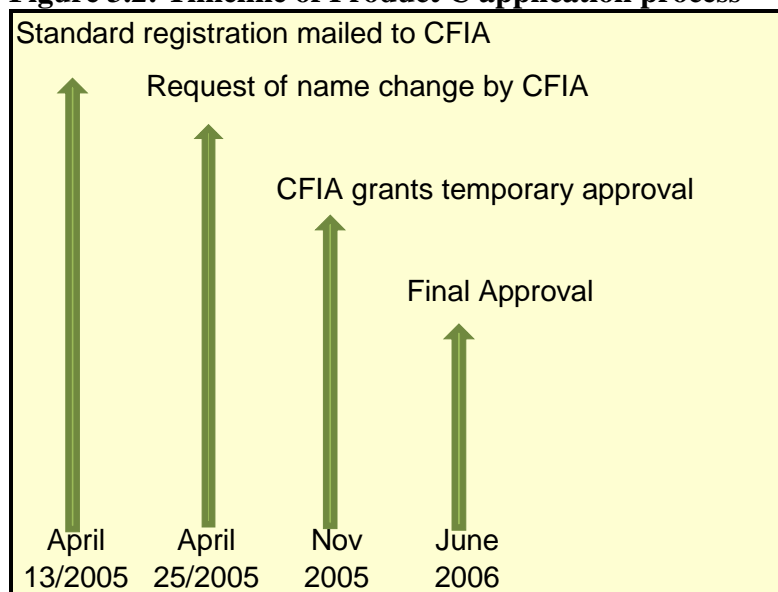 Standard registration mailed to CFIA
Request of name change by CFIA
CFIA grants temporary approval
Final Approval
April April Nov June
13/2005 25/2005 2005 2006